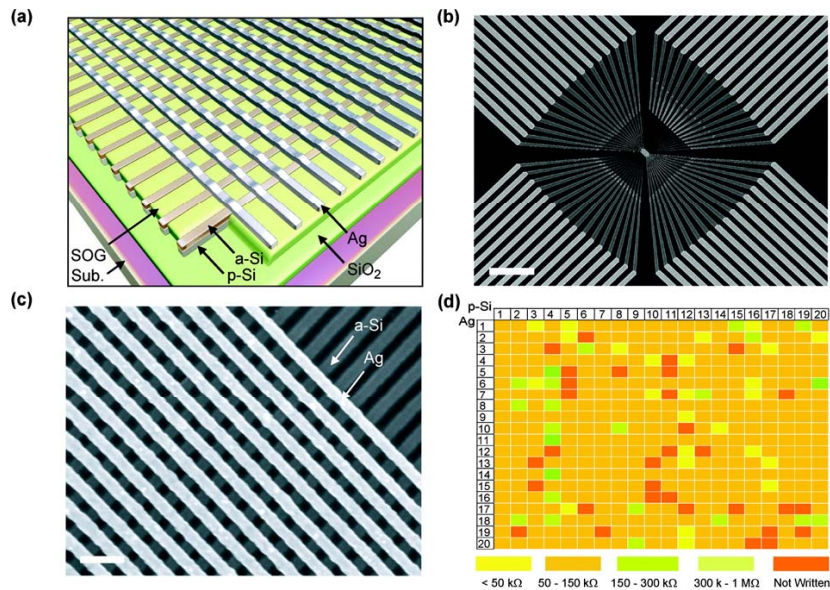 (a)
SOG
Sub.
a-Si
p-Si
Ag
SiO2
(b)
(c)
a-Si
Ag
(d)
p-Si
Ag
1 2 3 4 5 6 7 8 9 10 11 12 13 14 15 16 17 18 19 20
1
2
3
4
5
6
7
8
9
10
11
12
13
14
15
16
17
18
19
20
< 50 kΩ
50 - 150 kΩ
150 - 300 kΩ
300 k - 1 MΩ
Not Written